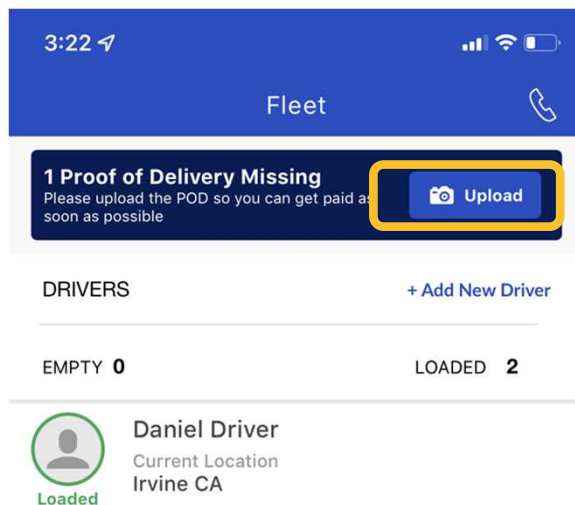 3:22
Fleet
1 Proof of Delivery Missing
Please upload the POD so you can get paid as
soon as possible
Upload
DRIVERS
+ Add New Driver
EMPTY 0
LOADED 2
Daniel Driver
Current Location
Irvine CA
Loaded